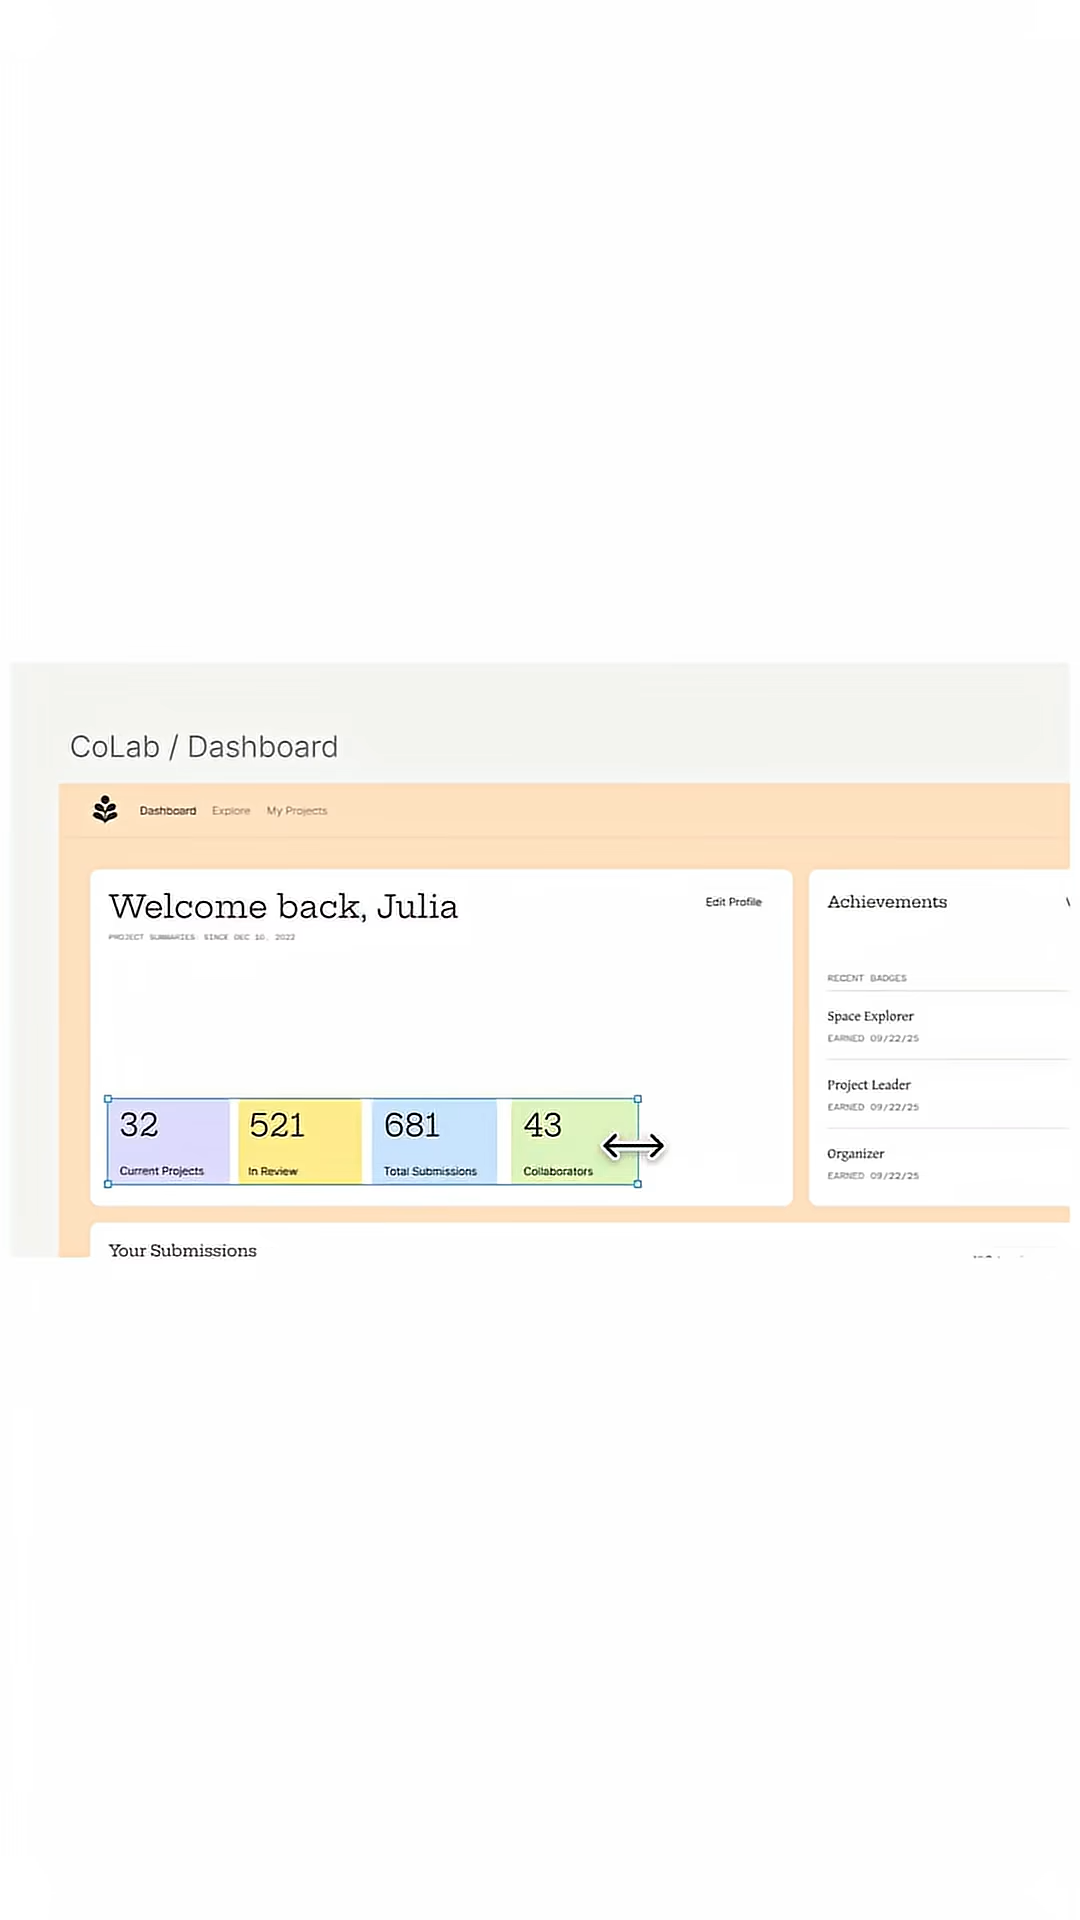 CoLab / Dashboard
Dashboard Explore My Projects
Welcome back, Julia
Edit Profile
PROJECT SUMMARIES: SINCE DEC 10, 2022
32
Current Projects
521
In Review
681
Total Submissions
43
Collaborators
Achievements
RECENT BADGES
Space Explorer
EARNED 09/22/25
Project Leader
EARNED 09/22/25
Organizer
EARNED 09/22/25
Your Submissions